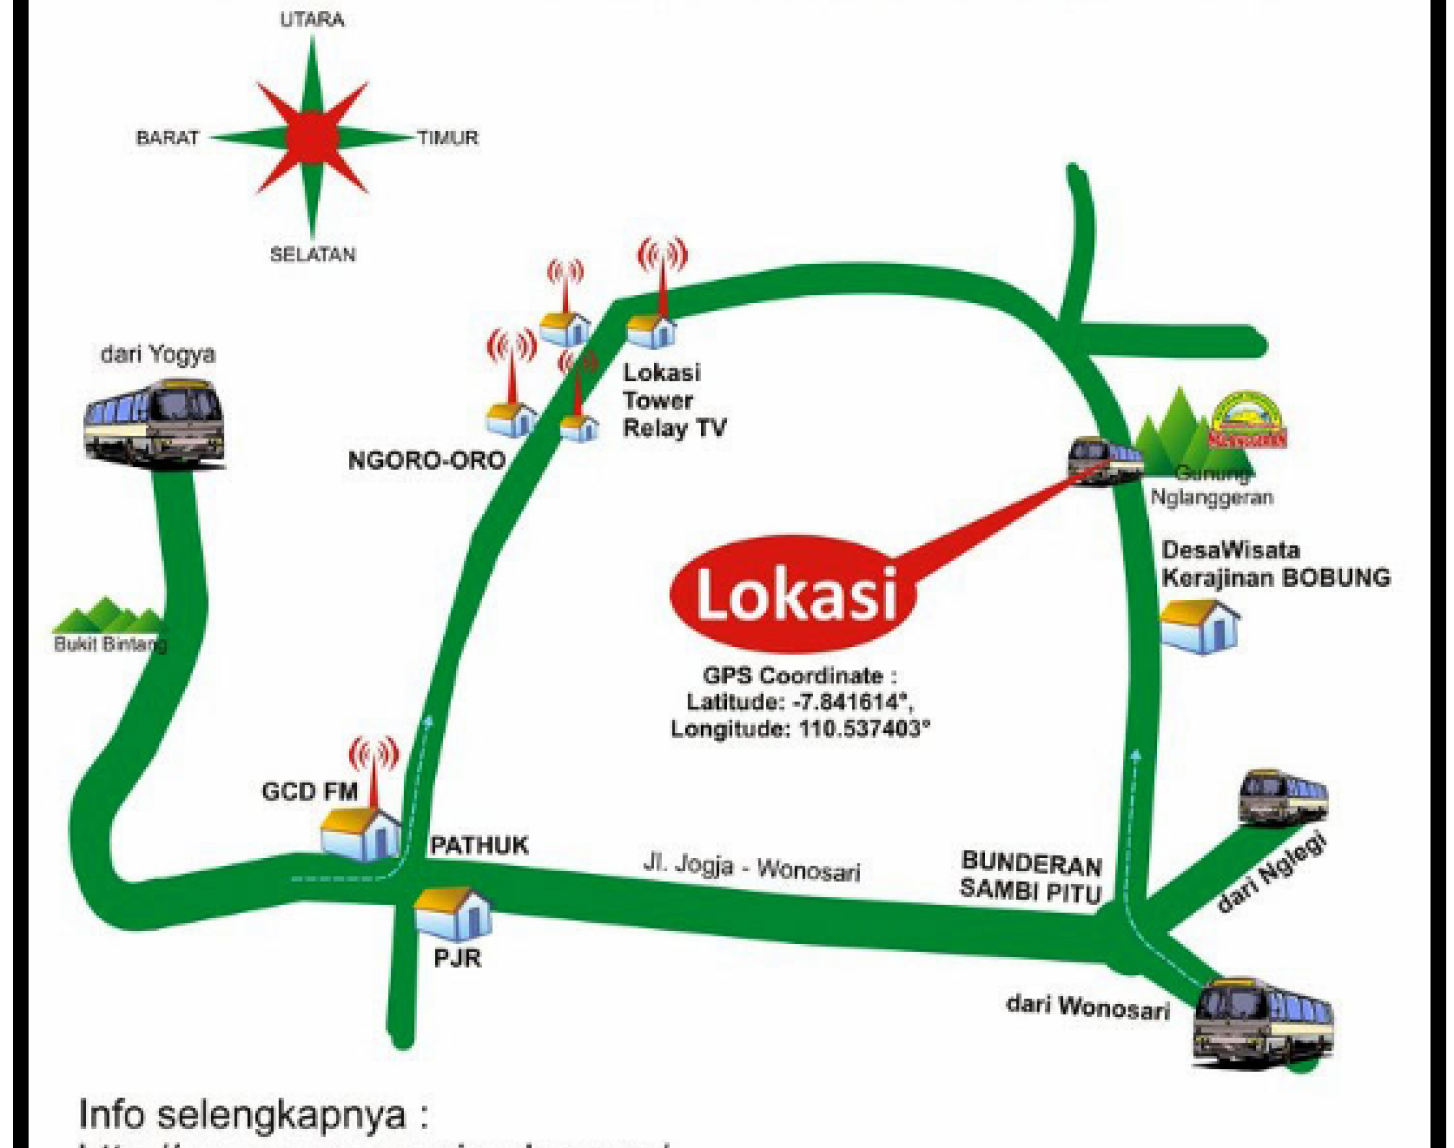 UTARA
BARAT
TIMUR
SELATAN
dari Yogya
Lokasi
Tower
Relay TV
NGORO-ORO
NGLANGGERAN
Gunung
Nglanggeran
DesaWisata
Kerajinan BOBUNG
Lokasi
GPS Coordinate :
Latitude: -7.841614°,
Longitude: 110.537403°
Bukit Bintang
GCD FM
PATHUK
Jl. Jogja - Wonosari
BUNDERAN
SAMBI PITU
dari Nglegi
PJR
dari Wonosari
Info selengkapnya :